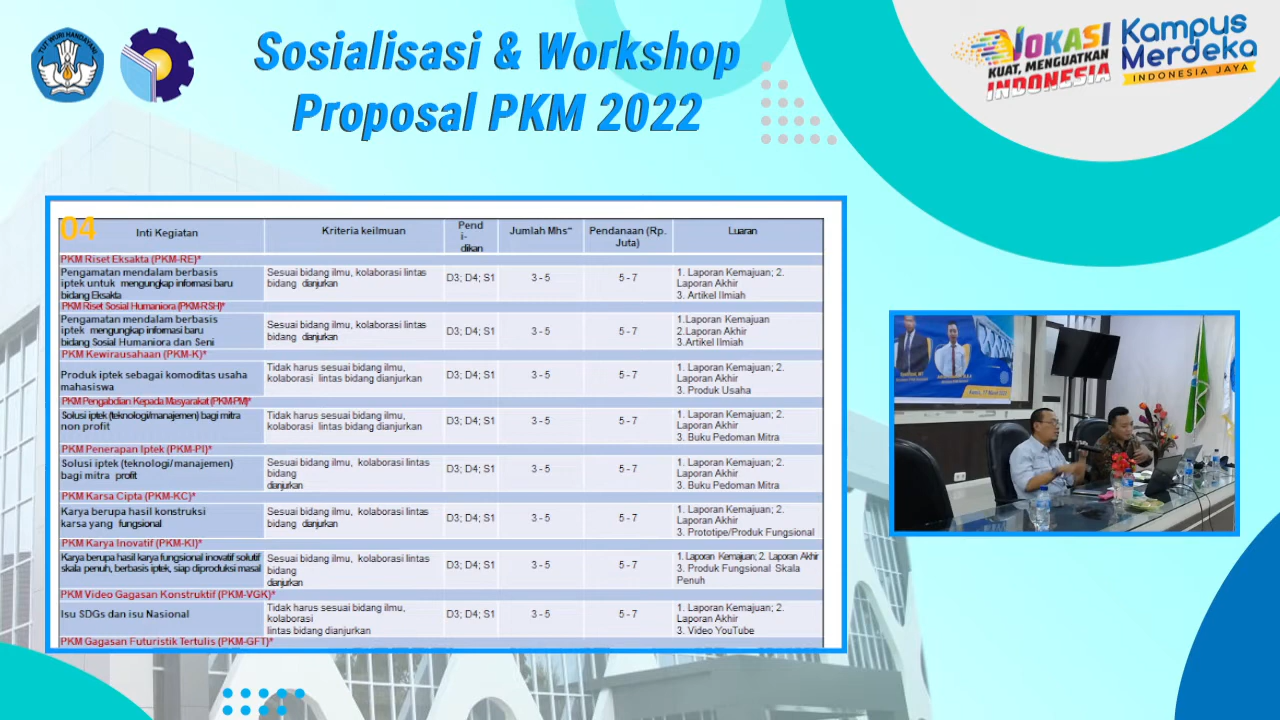 TUT WURI HANDAYANI
Sosialisasi & Workshop
Proposal PKM 2022
VOKASI
KUAT, MENGUATKAN
INDONESIA
Kampus
Merdeka
INDONESIA JAYA
04
Inti Kegiatan
Kriteria keilmuan
Pend
i-
dikan
Jumlah Mhs**
Pendanaan (Rp.
Juta)
Luaran
PKM Riset Eksakta (PKM-RE)*
Pengamatan mendalam berbasis
iptek untuk mengungkap informasi baru
bidang Eksakta
Sesuai bidang ilmu, kolaborasi lintas
bidang dianjurkan
D3; D4; S1
3 - 5
5 - 7
1. Laporan Kemajuan; 2.
Laporan Akhir
3. Artikel Ilmiah
PKM Riset Sosial Humaniora (PKM-RSH)*
Pengamatan mendalam berbasis
iptek mengungkap informasi baru
bidang Sosial Humaniora dan Seni
Sesuai bidang ilmu, kolaborasi lintas
bidang dianjurkan
D3; D4; S1
3 - 5
5 - 7
1.Laporan Kemajuan
2.Laporan Akhir
3.Artikel Ilmiah
PKM Kewirausahaan (PKM-K)*
Produk iptek sebagai komoditas usaha
mahasiswa
Tidak harus sesuai bidang ilmu,
kolaborasi lintas bidang dianjurkan
D3; D4; S1
3 - 5
5 - 7
1. Laporan Kemajuan; 2.
Laporan Akhir
3. Produk Usaha
PKM Pengabdian Kepada Masyarakat (PKM-PM)*
Solusi iptek (teknologi/manajemen) bagi mitra
non profit
Tidak harus sesuai bidang ilmu,
kolaborasi lintas bidang dianjurkan
D3; D4; S1
3 - 5
5 - 7
1. Laporan Kemajuan; 2.
Laporan Akhir
3. Buku Pedoman Mitra
PKM Penerapan Iptek (PKM-PI)*
Solusi iptek (teknologi/manajemen)
bagi mitra profit
Sesuai bidang ilmu, kolaborasi lintas
bidang
dianjurkan
D3; D4; S1
3 - 5
5 - 7
1. Laporan Kemajuan; 2.
Laporan Akhir
3. Buku Pedoman Mitra
PKM Karsa Cipta (PKM-KC)*
Karya berupa hasil konstruksi
karsa yang fungsional
Sesuai bidang ilmu, kolaborasi lintas
bidang dianjurkan
D3; D4; S1
3 - 5
5 - 7
1. Laporan Kemajuan; 2.
Laporan Akhir
3. Prototipe/Produk Fungsional
PKM Karya Inovatif (PKM-KI)*
Karya berupa hasil karya fungsional inovatif solutif
skala penuh, berbasis iptek, siap diproduksi masal
Sesuai bidang ilmu, kolaborasi lintas
bidang
dianjurkan
D3; D4; S1
3 - 5
5 - 7
1. Laporan Kemajuan; 2. Laporan Akhir
3. Produk Fungsional Skala
Penuh
PKM Video Gagasan Konstruktif (PKM-VGK)*
Isu SDGs dan isu Nasional
Tidak harus sesuai bidang ilmu,
kolaborasi
lintas bidang dianjurkan
D3; D4; S1
3 - 5
5 - 7
1. Laporan Kemajuan; 2.
Laporan Akhir
3. Video YouTube
PKM Gagasan Futuristik Tertulis (PKM-GFT)*